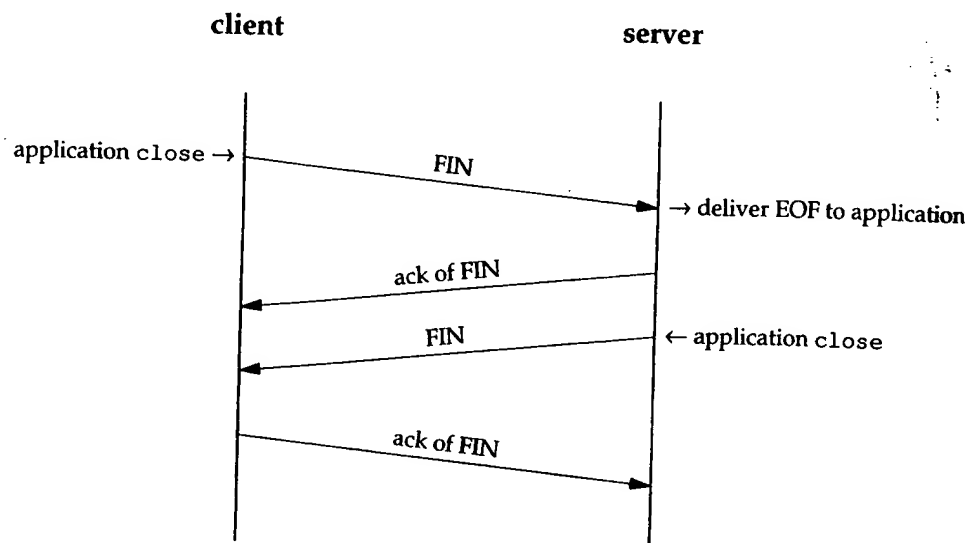 client
server
application close →
FIN
→ deliver EOF to application
ack of FIN
FIN
← application close
ack of FIN